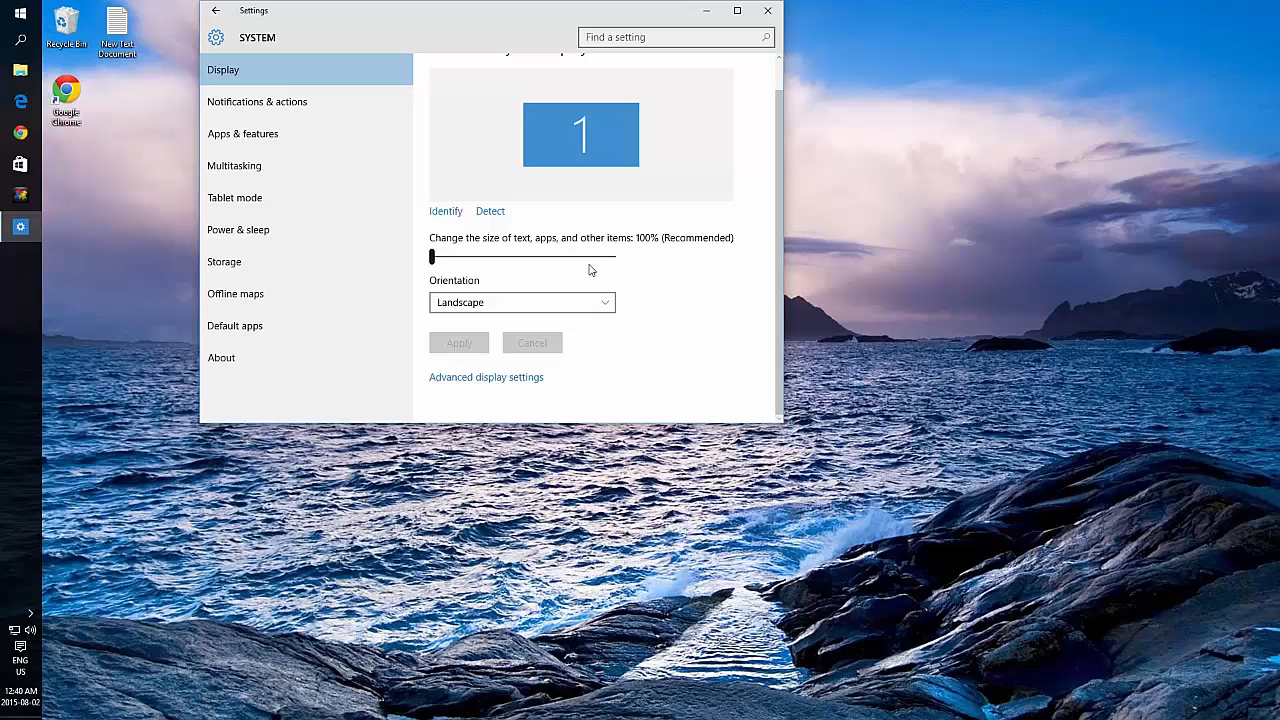 Settings
SYSTEM
Find a setting
Display
Notifications & actions
Apps & features
Multitasking
Tablet mode
Power & sleep
Storage
Offline maps
Default apps
About
1
Identify Detect
Change the size of text, apps, and other items: 100% (Recommended)
Orientation
Landscape
Apply Cancel
Advanced display settings
Recycle Bin
New Text
Document
Google
Chrome
ENG
US
12:40 AM
2015-08-02